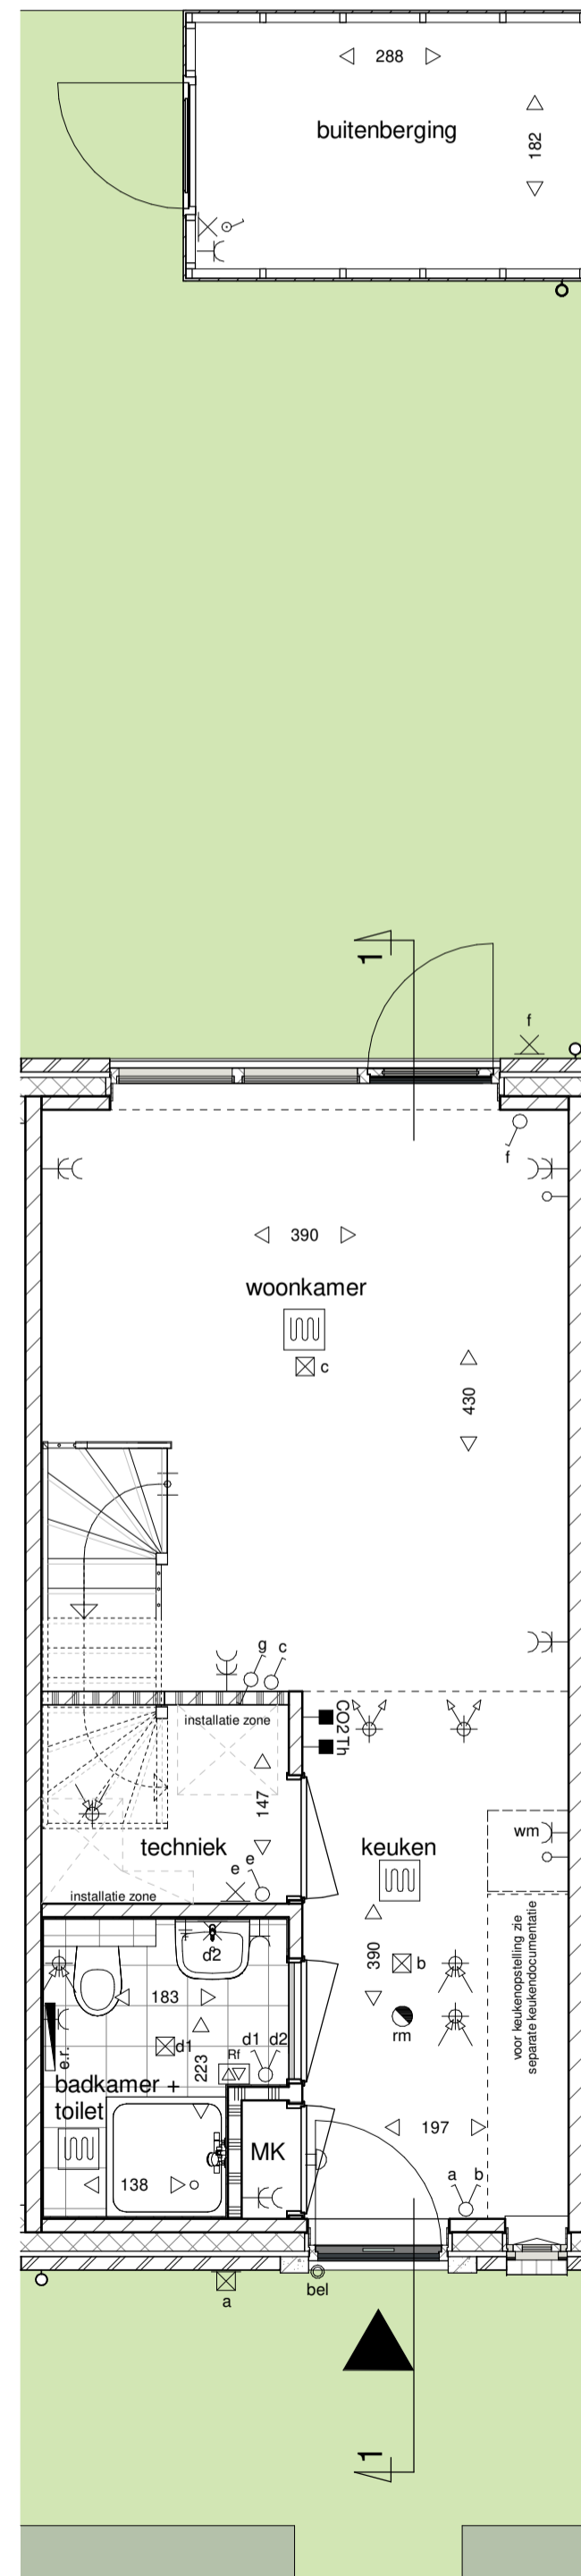 288
buitenberging
182
1
f
f
390
woonkamer
c
430
g c
installatie zone
CO2
Th
147
techniek
keuken
wm
e e
installatie zone
d2
390
b
voor keukenopstelling zie
separate keukendocumentatie
183
rm
d1
d1 d2
Rf
223
e.r.
badkamer +
toilet
MK
197
138
a b
a
bel
1